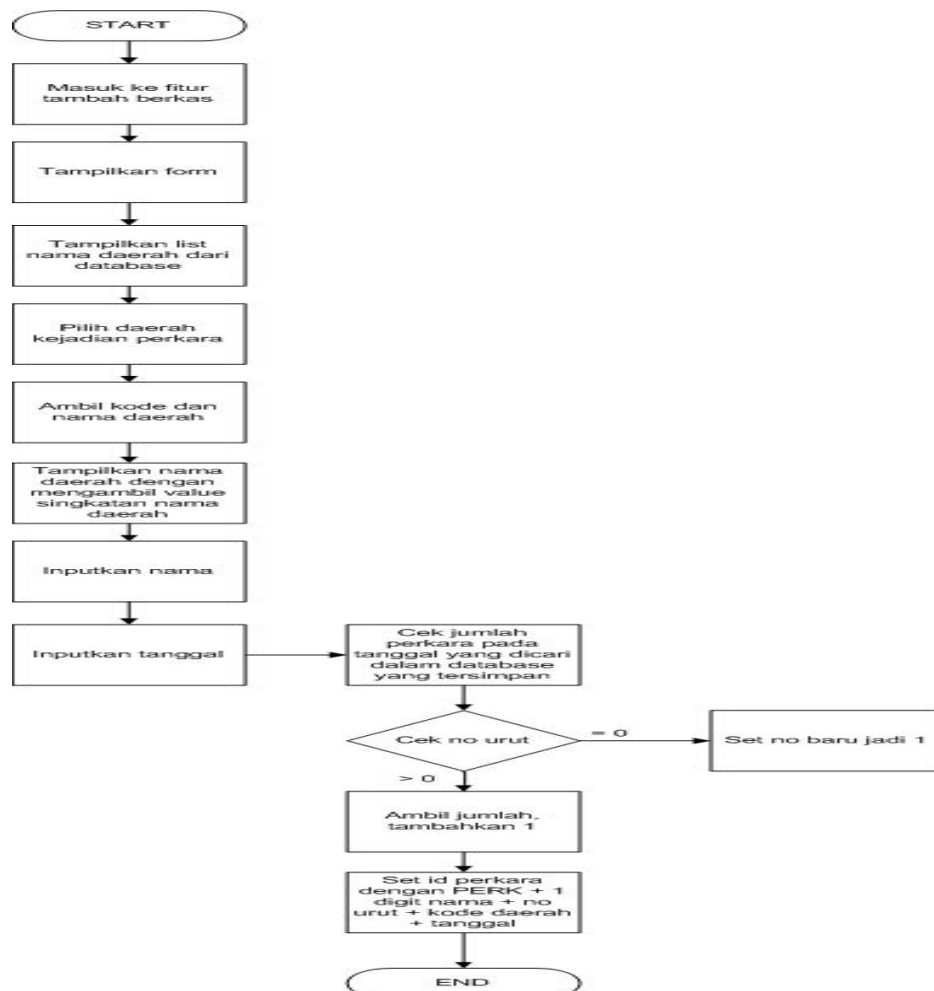 START
Masuk ke fitur
tambah berkas
Tampilkan form
Tampilkan list
nama daerah dari
database
Pilih daerah
kejadian perkara
Ambil kode dan
nama daerah
Tampilkan nama
daerah dengan
mengambil value
singkatan nama
daerah
Inputkan nama
Inputkan tanggal
Cek jumlah
perkara pada
tanggal yang dicari
dalam database
yang tersimpan
Cek no urut
= 0
Set no baru jadi 1
> 0
Ambil jumlah,
tambahkan 1
Set id perkara
dengan PERK + 1
digit nama + no
urut + kode daerah
+ tanggal
END